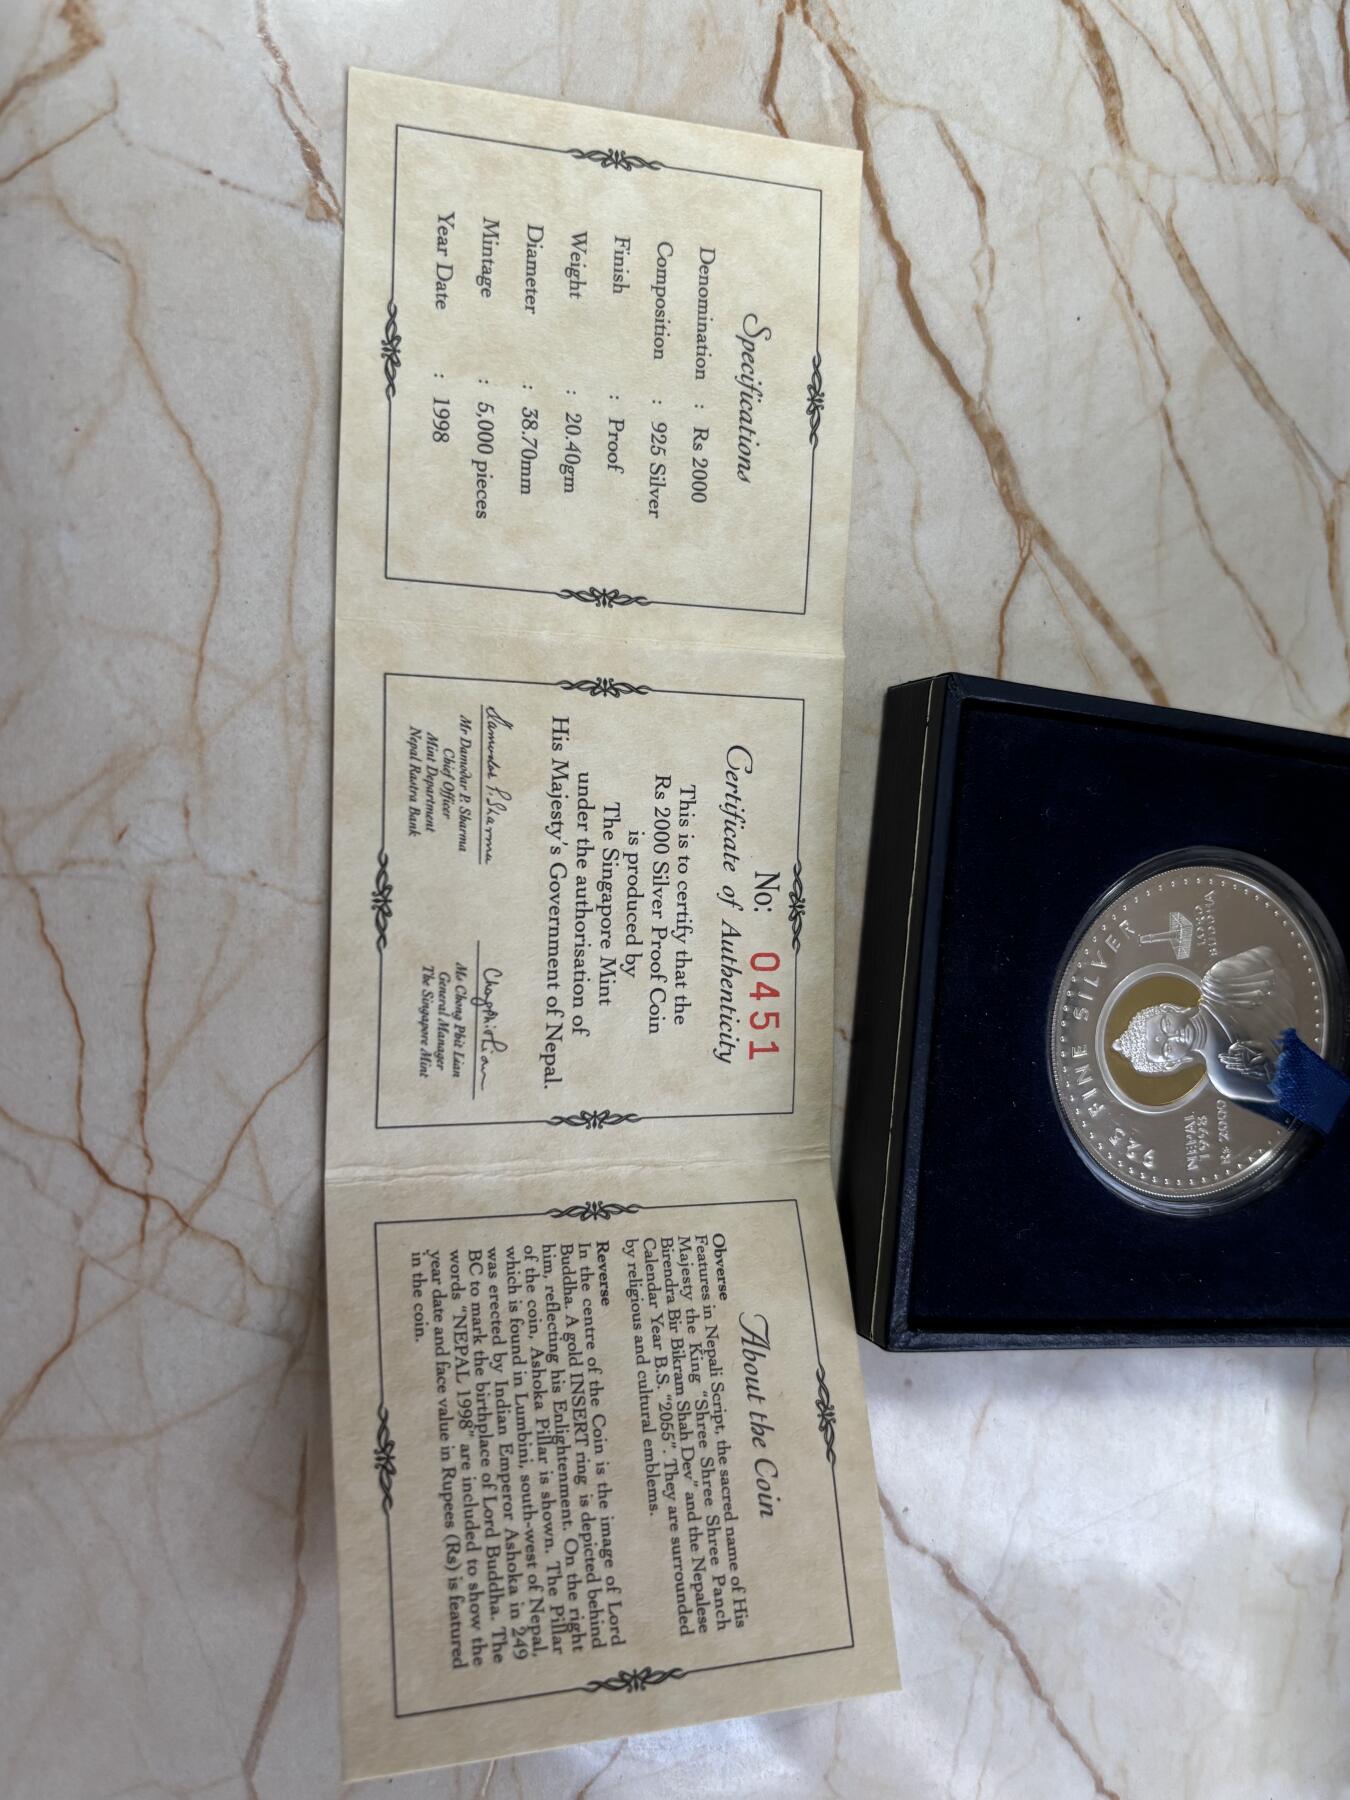 Specifications
Denomination : Rs 2000
Composition : 925 Silver
Finish : Proof
Weight : 20.40gm
Diameter : 38.70mm
Mintage : 5,000 pieces
Year Date : 1998
No: 0451
Certificate of Authenticity
This is to certify that the
Rs 2000 Silver Proof Coin
is produced by
The Singapore Mint
under the authorisation of
His Majesty's Government of Nepal.
Mr Damodar P. Sharma
Chief Officer
Mint Department
Nepal Rastra Bank
Ms Chong Phit Lian
General Manager
The Singapore Mint
About the Coin
Obverse
Features in Nepali Script, the sacred name of His
Majesty the King "Shree Shree Shree Panch
Birendra Bir Bikram Shah Dev" and the Nepalese
Calendar Year B.S. "2055". They are surrounded
by religious and cultural emblems.
Reverse
In the centre of the Coin is the image of Lord
Buddha. A gold INSERT ring is depicted behind
him, reflecting his Enlightenment. On the right
of the coin, Ashoka Pillar is shown. The Pillar
which is found in Lumbini, south-west of Nepal,
was erected by Indian Emperor Ashoka in 249
BC to mark the birthplace of Lord Buddha. The
words "NEPAL 1998" are included to show the
year date and face value in Rupees (Rs) is featured
in the coin.
925 FINE SILVER
NEPAL
1998
Rs 2000
LORD
BUDDHA